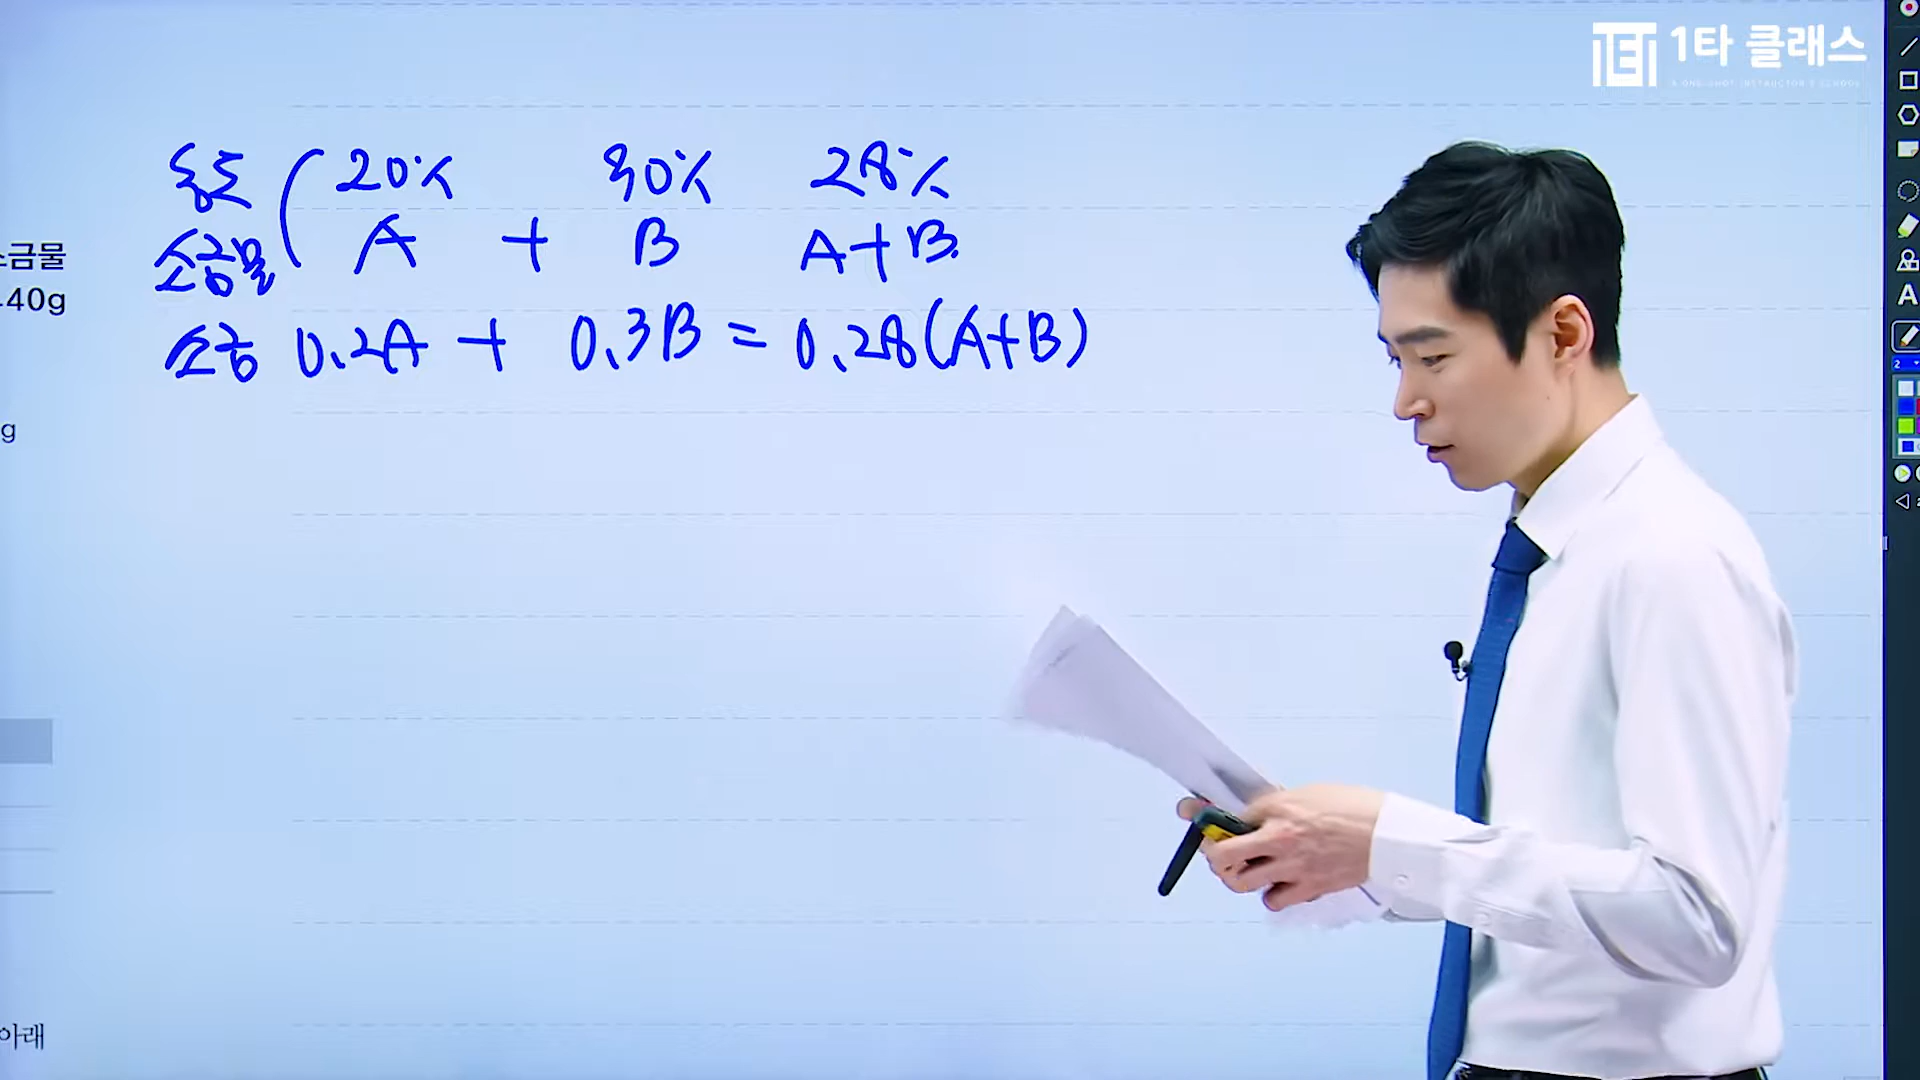 1타 클래스
농도 20% 30% 28%
소금물 A + B A+B
소금 0.2A + 0.3B = 0.28(A+B)
소금물
40g
g
아래